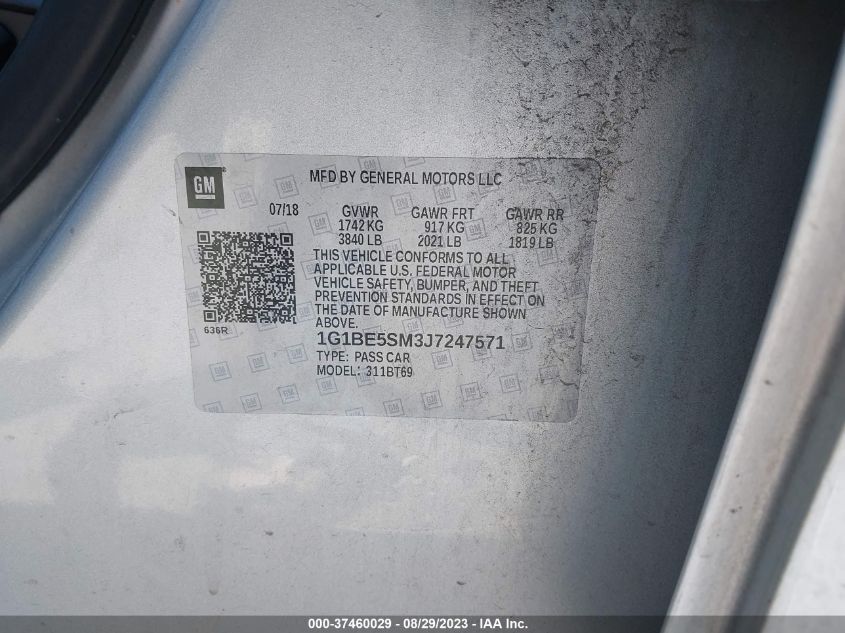 GM
MFD BY GENERAL MOTORS LLC
07/18 GVWR GAWR FRT GAWR RR
1742 KG 917 KG 825 KG
3840 LB 2021 LB 1819 LB
THIS VEHICLE CONFORMS TO ALL
APPLICABLE U.S. FEDERAL MOTOR
VEHICLE SAFETY, BUMPER, AND THEFT
PREVENTION STANDARDS IN EFFECT ON
THE DATE OF MANUFACTURE SHOWN
ABOVE.
636R
1G1BE5SM3J7247571
TYPE: PASS CAR
MODEL: 311BT69
000-37460029 - 08/29/2023 - IAA Inc.